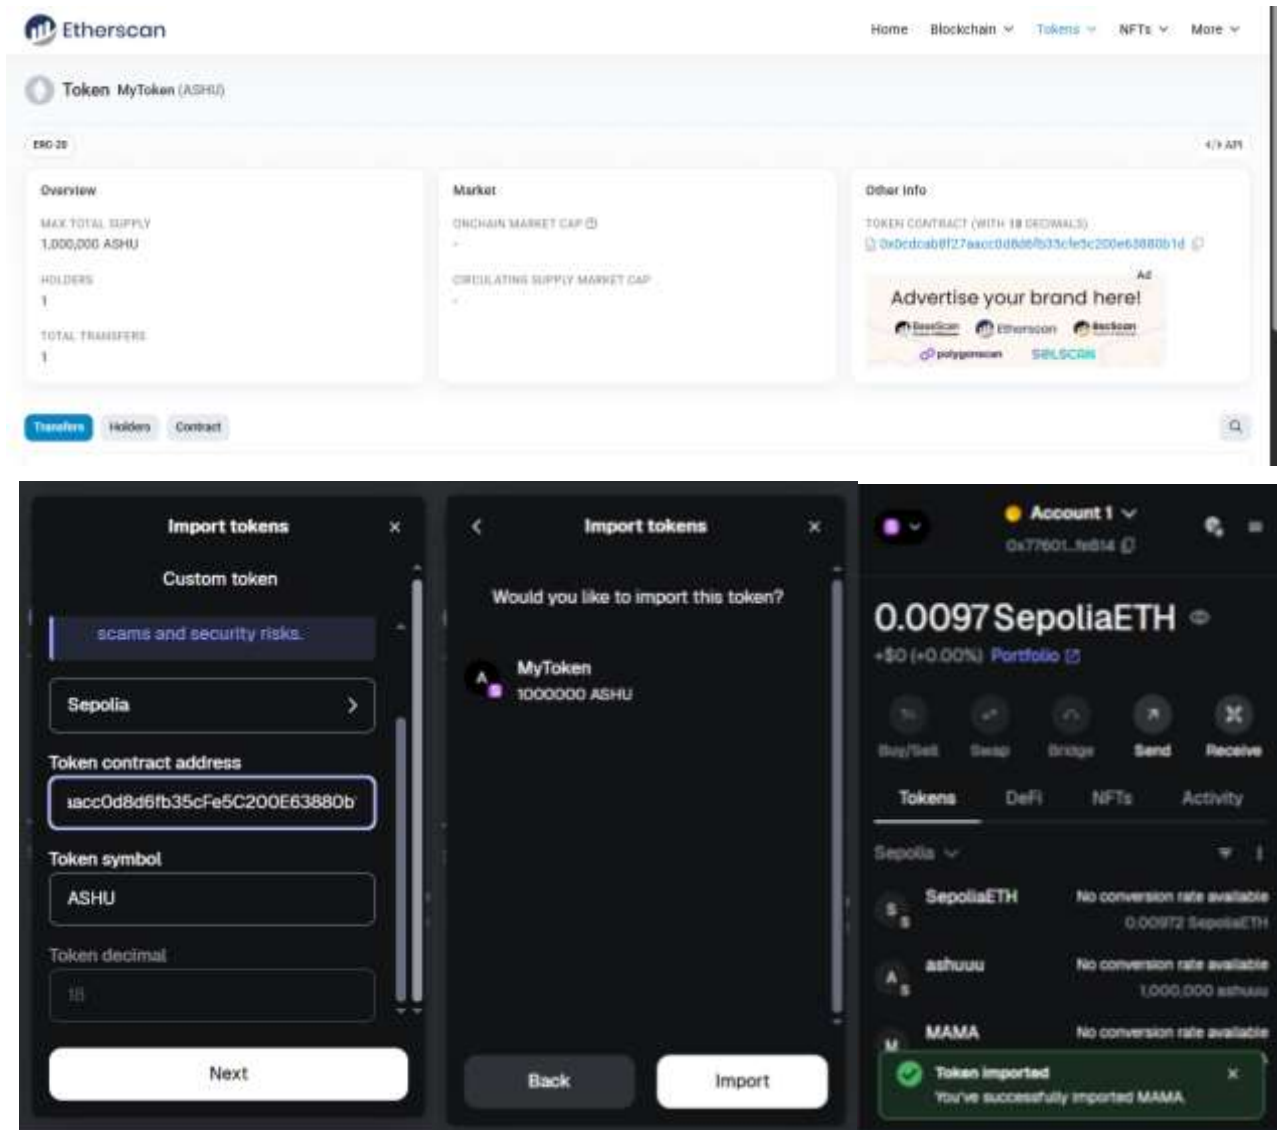 Etherscan
Home Blockchain Tokens NFTs More
Token MyToken (ASHU)
ERC-20
</> API
Overview
MAX TOTAL SUPPLY
1,000,000 ASHU
HOLDERS
1
TOTAL TRANSFERS
1
Market
ONCHAIN MARKET CAP
-
CIRCULATING SUPPLY MARKET CAP
-
Other Info
TOKEN CONTRACT (WITH 18 DECIMALS)
Ad
Advertise your brand here!
BaseScan Etherscan BscScan
polygonscan SOLSCAN
Transfers Holders Contract
Import tokens
Custom token
scams and security risks.
Sepolia
Token contract address
Token symbol
ASHU
Token decimal
18
Next
Import tokens
Would you like to import this token?
A
MyToken
1000000 ASHU
Back Import
Account 1
0.0097 SepoliaETH
+$0 (+0.00%) Portfolio
Buy/Sell Swap Bridge Send Receive
Tokens DeFi NFTs Activity
Sepolia
S S SepoliaETH No conversion rate available
0.00972 SepoliaETH
A S ashuuu No conversion rate available
1,000,000 ashuuu
M MAMA No conversion rate available
Token imported
You've successfully imported MAMA